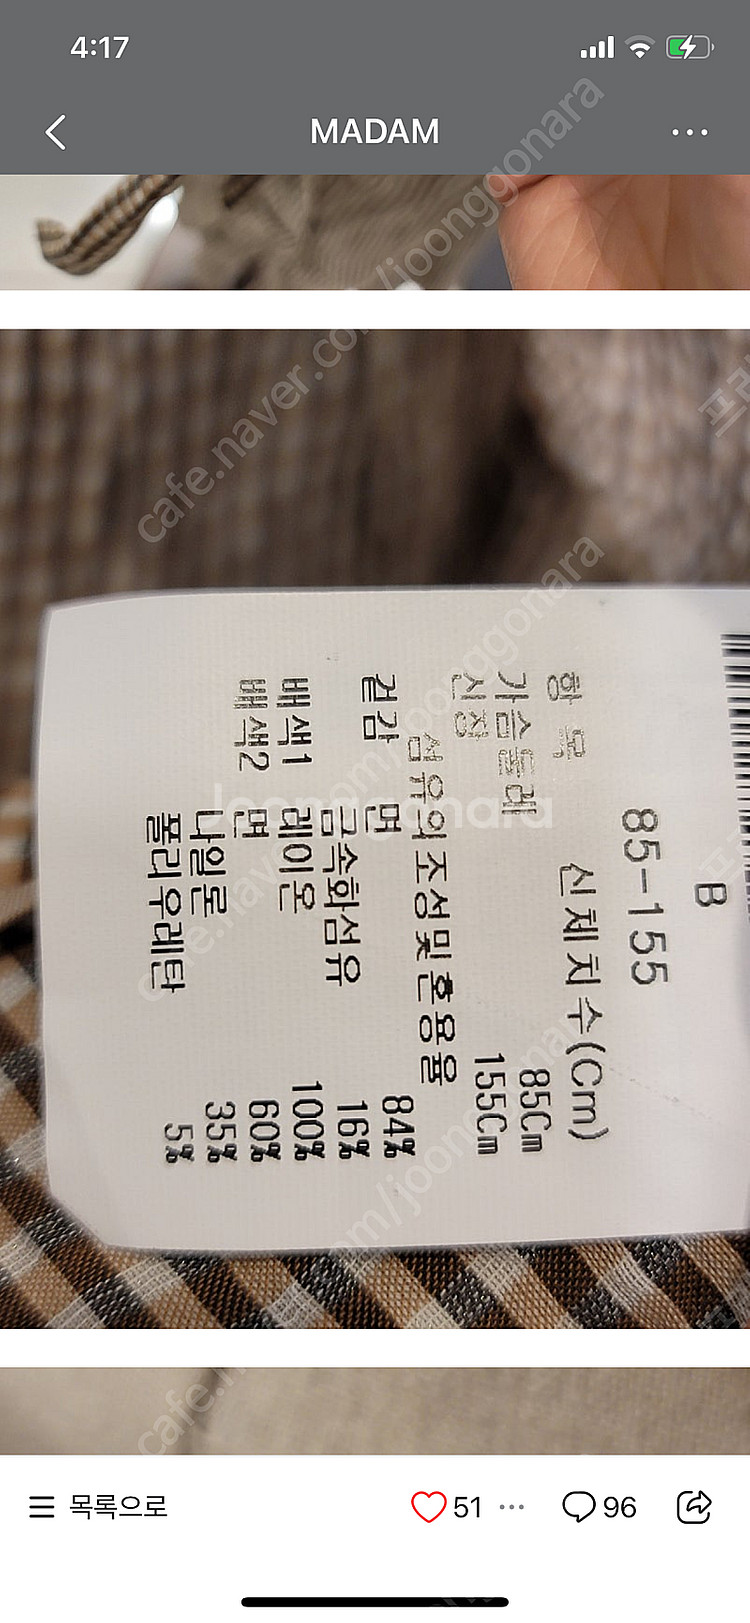 4:17
MADAM
B
85-155
항 목 신체치수(Cm)
가슴둘레 85Cm
신장 155Cm
섬유의조성및혼용율
겉감 면 84%
금속화섬유 16%
배색1 레이온 100%
배색2 면 60%
나일론 35%
폴리우레탄 5%
cafe.naver.com/joonggonara
joonggonara
목록으로
51
96